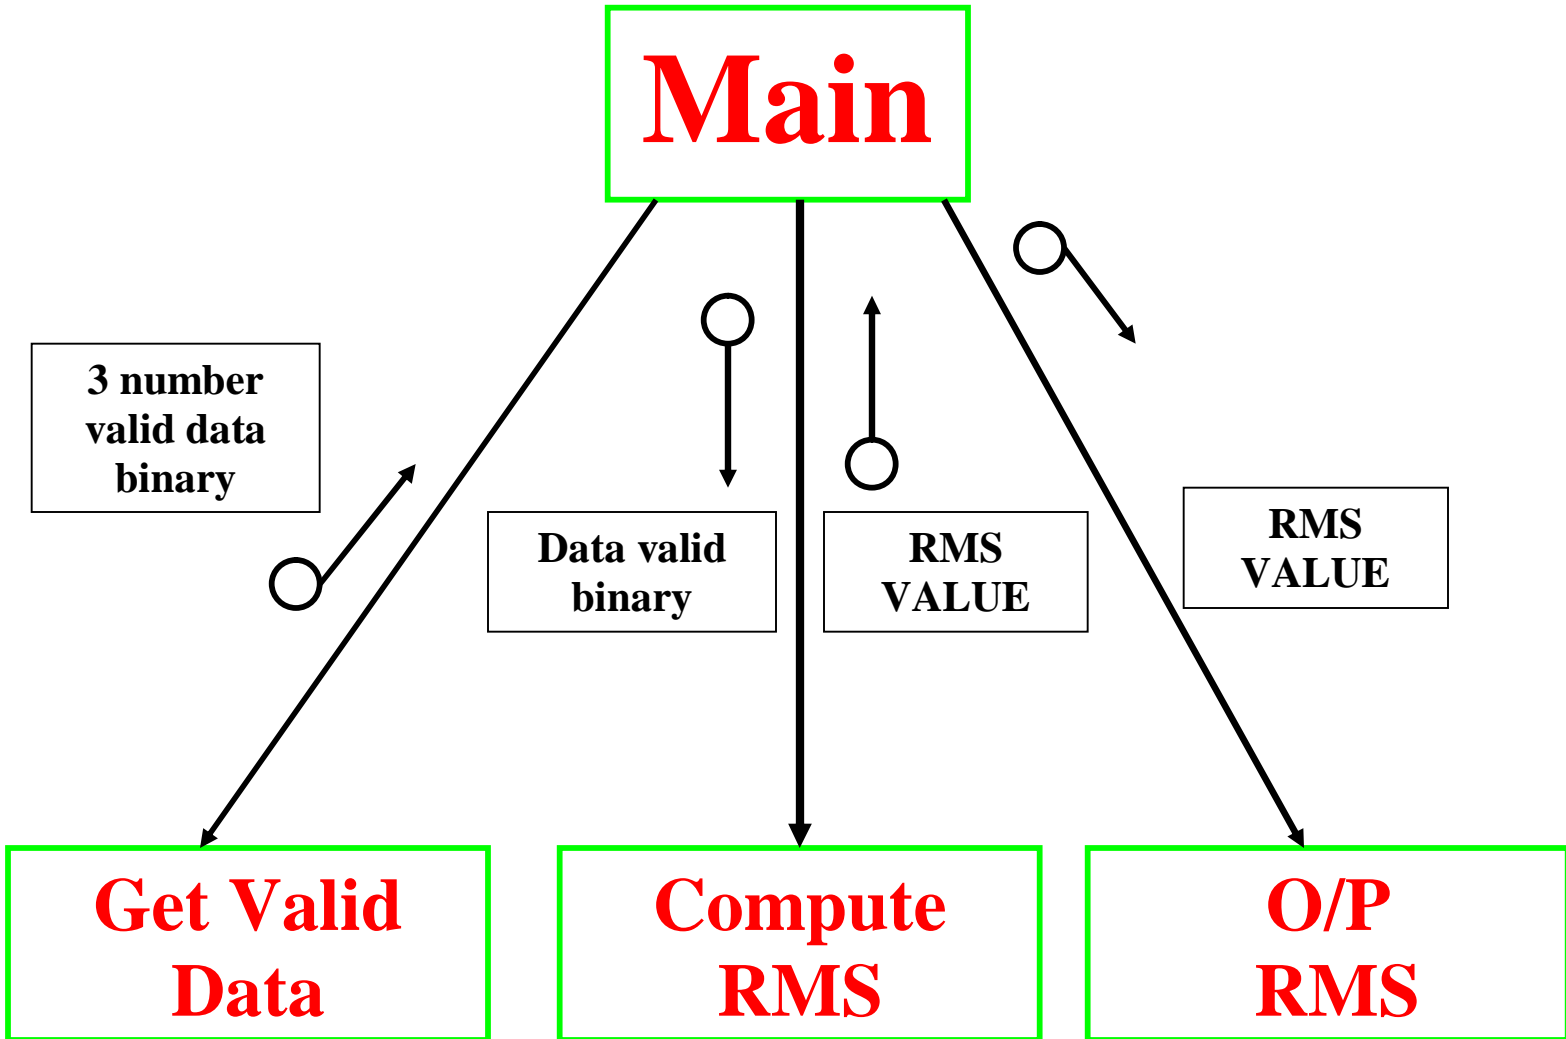 Main
3 number
valid data
binary
Data valid
binary
RMS
VALUE
RMS
VALUE
Get Valid
Data
Compute
RMS
O/P
RMS